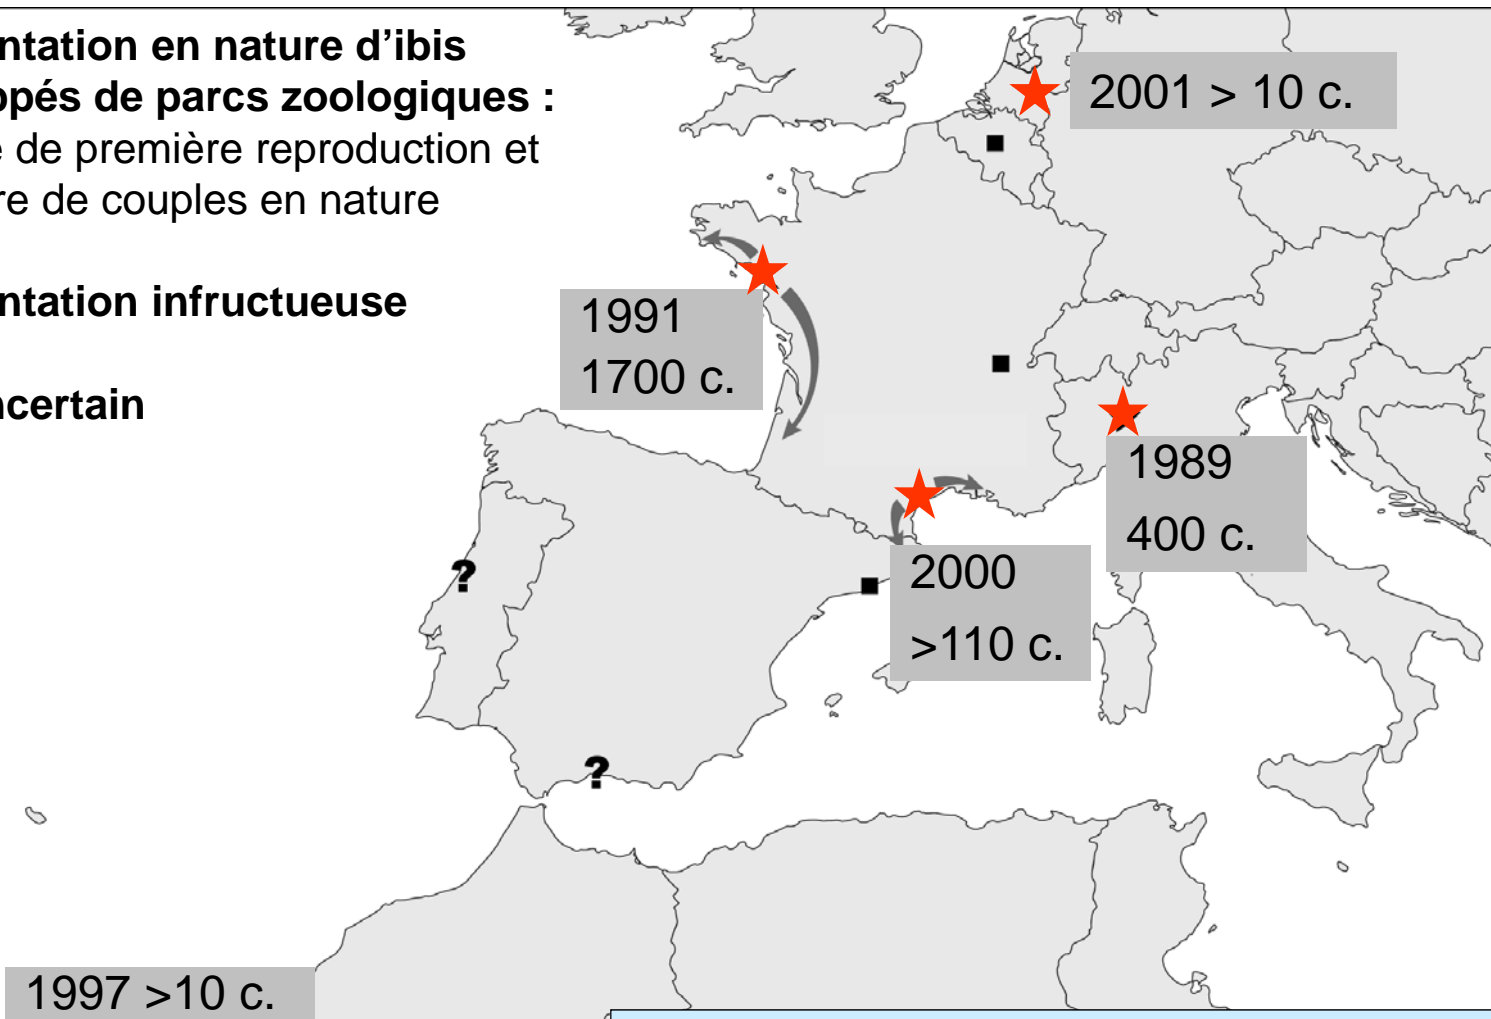 ntation en nature d’ibis
ppés de parcs zoologiques :
e de première reproduction et
re de couples en nature
ntation infructueuse
ncertain
2001 > 10 c.
1991
1700 c.
1989
400 c.
2000
>110 c.
?
?
1997 >10 c.